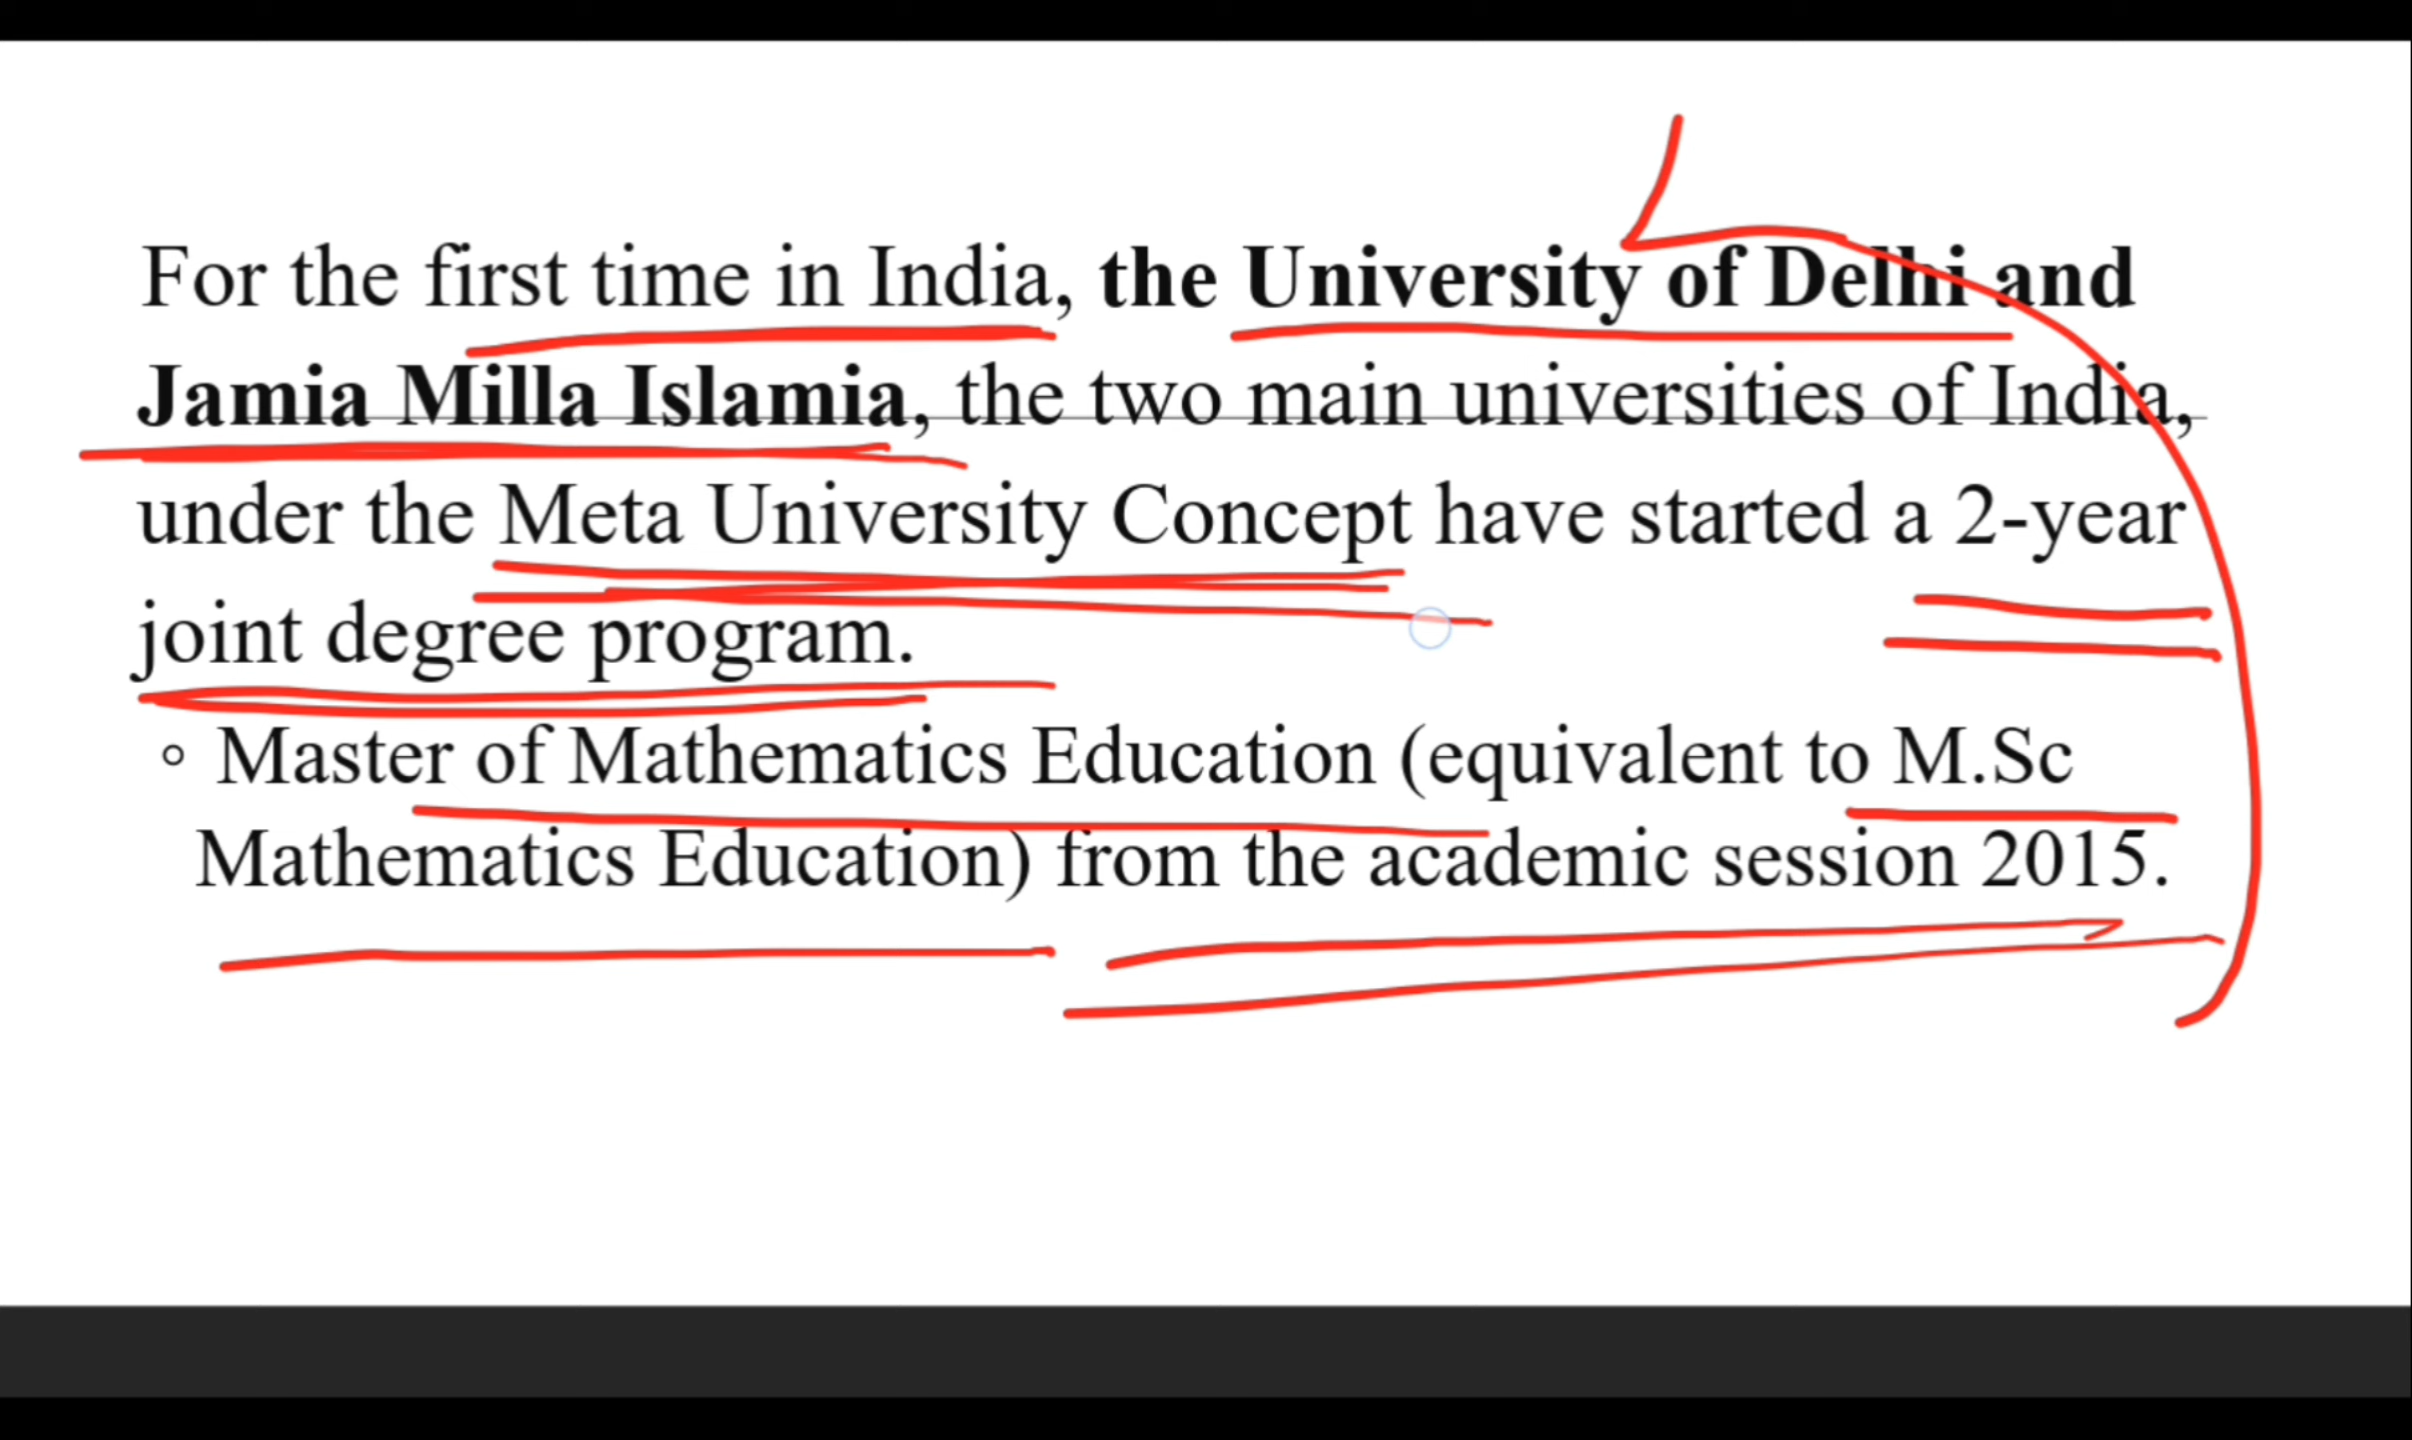 For the first time in India, the University of Delhi and
Jamia Milla Islamia, the two main universities of India,
under the Meta University Concept have started a 2-year
joint degree program.
◦ Master of Mathematics Education (equivalent to M.Sc
Mathematics Education) from the academic session 2015.